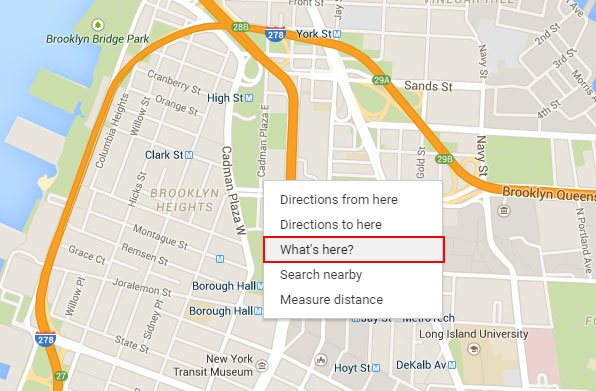 VINEGAR HILL
Jay St
28B
278
York St M
Brooklyn Bridge Park
2nd St
3rd St
Navy St
Morris A
Cranberry St
29A
Sands St
4th St
Columbia Heights
Willow St
Orange St
High St M
Cadman Plaza E
Clark St M
Cadman Plaza W
Gold St
29B
Navy St
Hicks St
BROOKLYN
HEIGHTS
Directions from here
Brooklyn Queens
Directions to here
N Portland Ave
Montague St
What's here?
Remsen St
Grace Ct
Search nearby
Joralemon St
Borough Hall M
Willow Pl
Measure distance
Borough Hall M
Sidney Pl
Jay St M
MetroTech
278
State St
Long Island University
New York
Transit Museum
Hoyt St M
DeKalb Av M